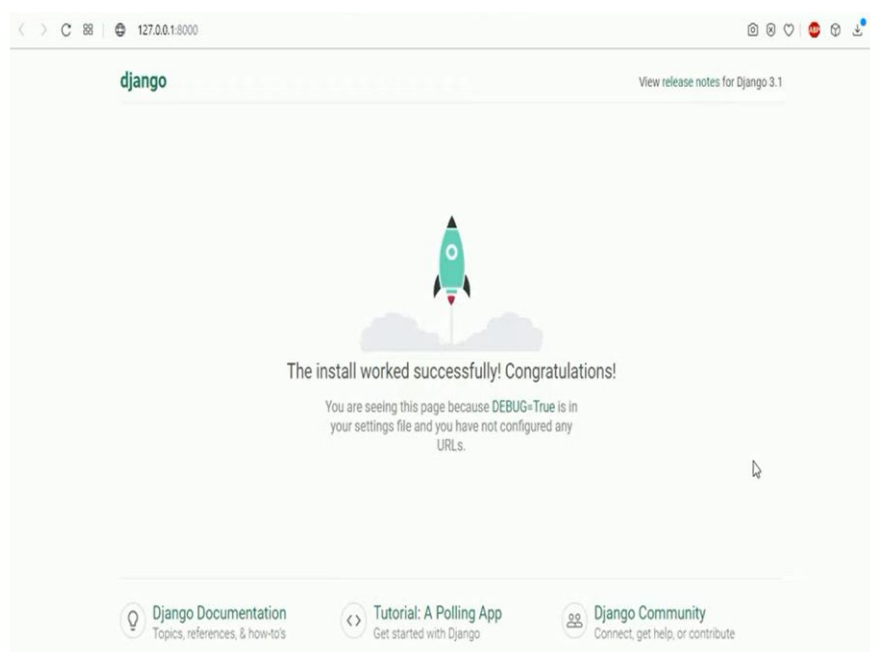 127.0.0.1:8000
ABP
django
View release notes for Django 3.1
The install worked successfully! Congratulations!
You are seeing this page because DEBUG=True is in
your settings file and you have not configured any
URLs.
Django Documentation
Topics, references, & how-to's
Tutorial: A Polling App
Get started with Django
Django Community
Connect, get help, or contribute